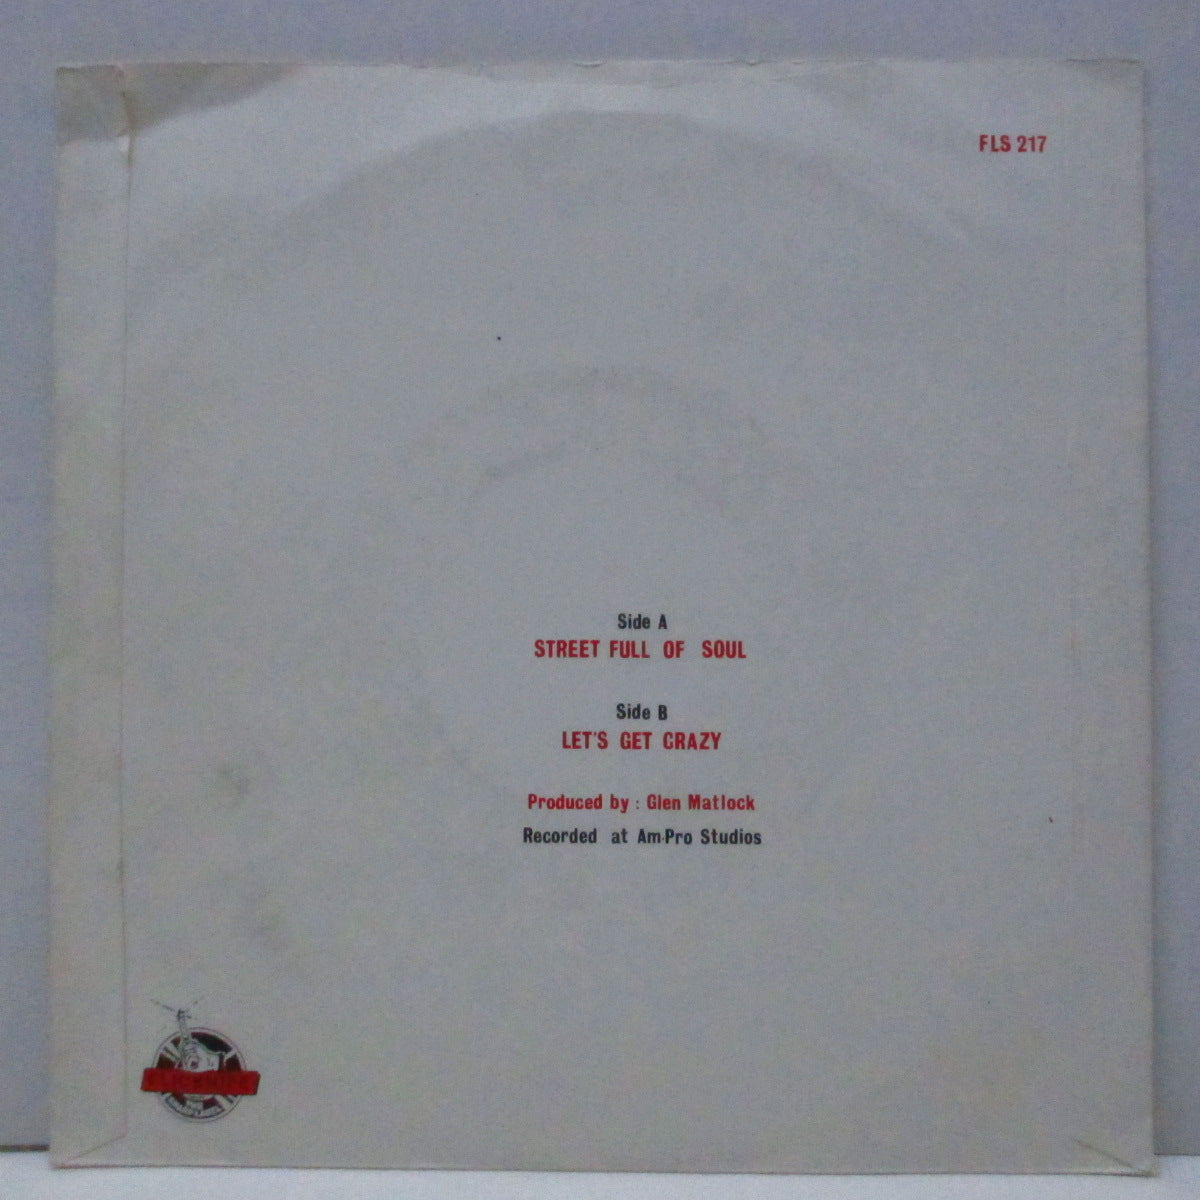 FLS 217
Side A
STREET FULL OF SOUL
Side B
LET'S GET CRAZY
Produced by : Glen Matlock
Recorded at Am-Pro Studios
FLICKNIFE